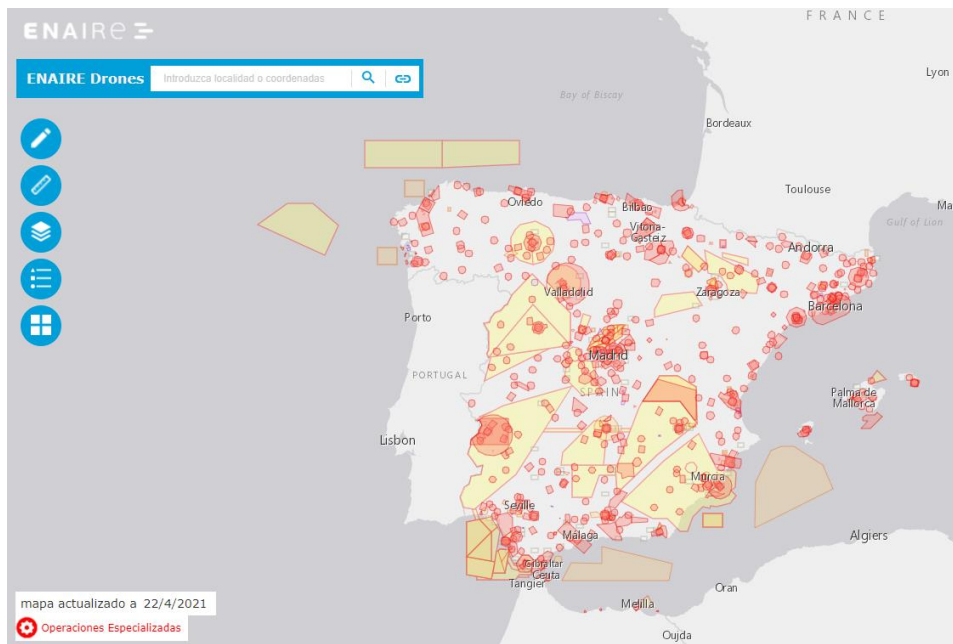 FRANCE
ENAIRE
ENAIRE Drones
Introduzca localidad o coordenadas
Lyon
Bay of Biscay
Bordeaux
Toulouse
Gulf of Lion
Oviedo
Bilbao
Vitoria-
Gasteiz
Andorra
Valladolid
Zaragoza
Barcelona
Porto
Madrid
PORTUGAL
SPAIN
Palma de
Mallorca
Lisbon
Murcia
Seville
Málaga
Algiers
Gibraltar
Ceuta
Tangier
Oran
mapa actualizado a 22/4/2021
Melilla
Operaciones Especializadas
Oujda